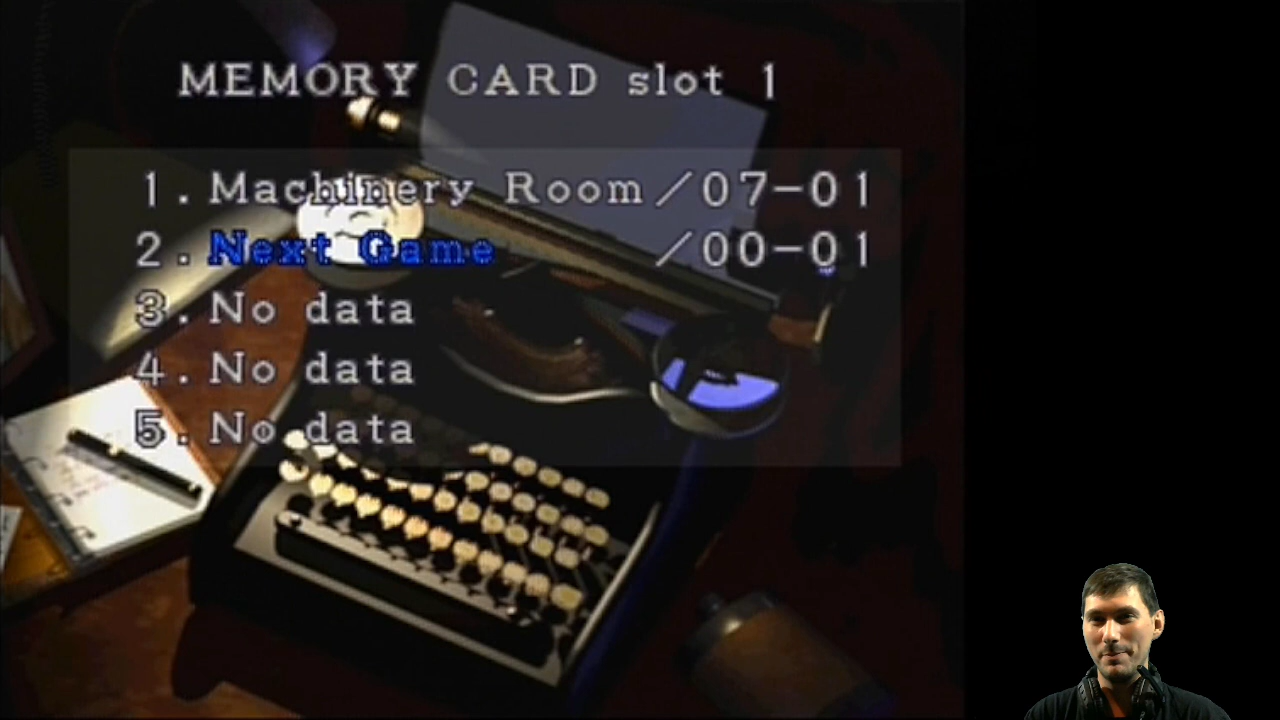 MEMORY CARD slot 1
1. Machinery Room /07-01
2. Next Game /00-01
3. No data
4. No data
5. No data